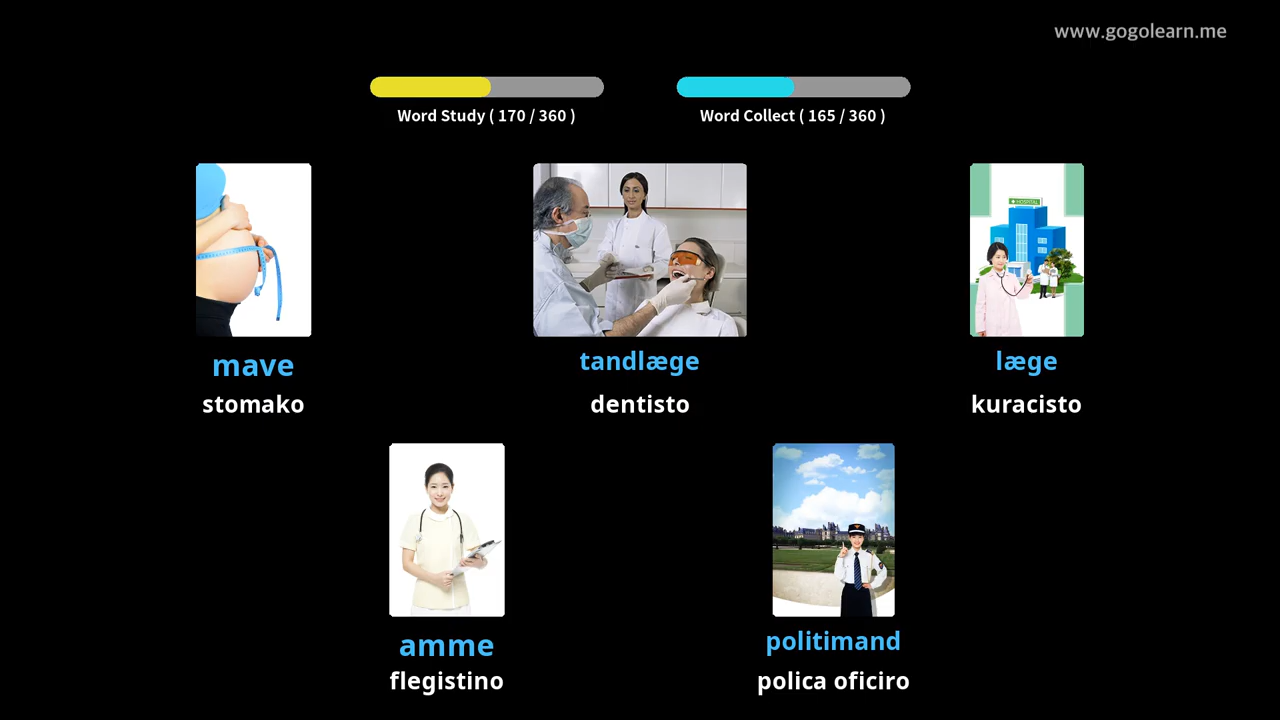 www.gogolearn.me
Word Study ( 170 / 360 )
Word Collect ( 165 / 360 )
HOSPITAL
mave
tandlæge
læge
stomako
dentisto
kuracisto
amme
politimand
flegistino
polica oficiro